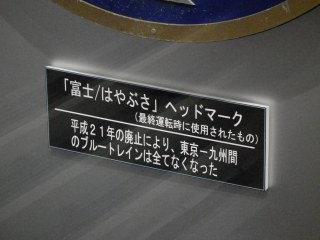 「富士/はやぶさ」ヘッドマーク
(最終運転時に使用されたもの)
平成21年の廃止により、東京ー九州間
のブルートレインは全てなくなった